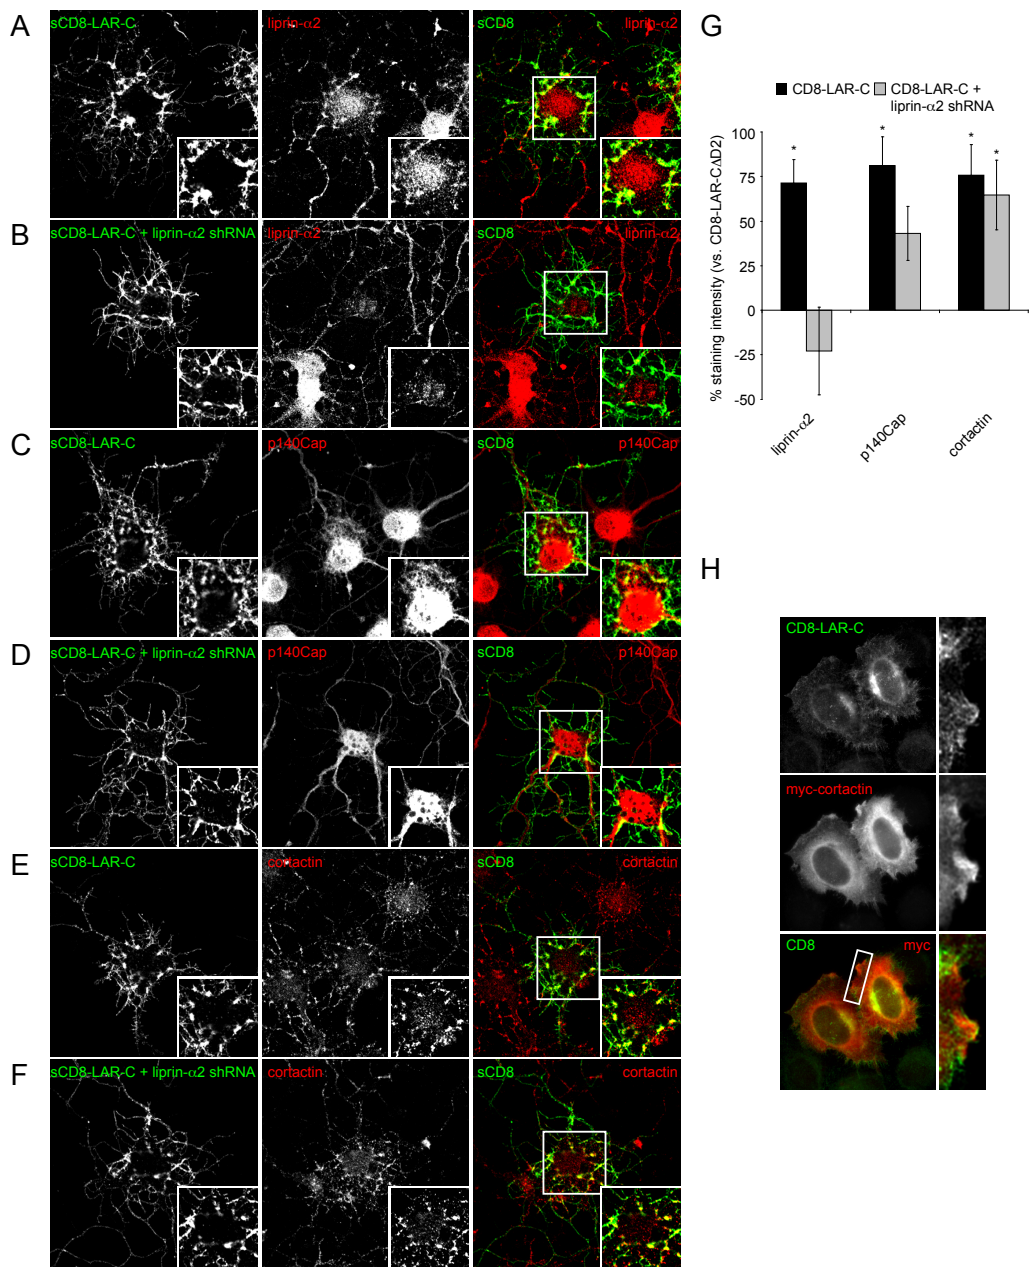 A
sCD8-LAR-C
liprin-α2
sCD8
liprin-α2
B
sCD8-LAR-C + liprin-α2 shRNA
liprin-α2
sCD8
liprin-α2
C
sCD8-LAR-C
p140Cap
sCD8
p140Cap
D
sCD8-LAR-C + liprin-α2 shRNA
p140Cap
sCD8
p140Cap
E
sCD8-LAR-C
cortactin
sCD8
cortactin
F
sCD8-LAR-C + liprin-α2 shRNA
cortactin
sCD8
cortactin
G
CD8-LAR-C
CD8-LAR-C +
liprin-α2 shRNA
% staining intensity (vs. CD8-LAR-CΔD2)
100
75
50
25
0
-25
-50
*
*
*
*
liprin-α2
p140Cap
cortactin
H
CD8-LAR-C
myc-cortactin
CD8
myc